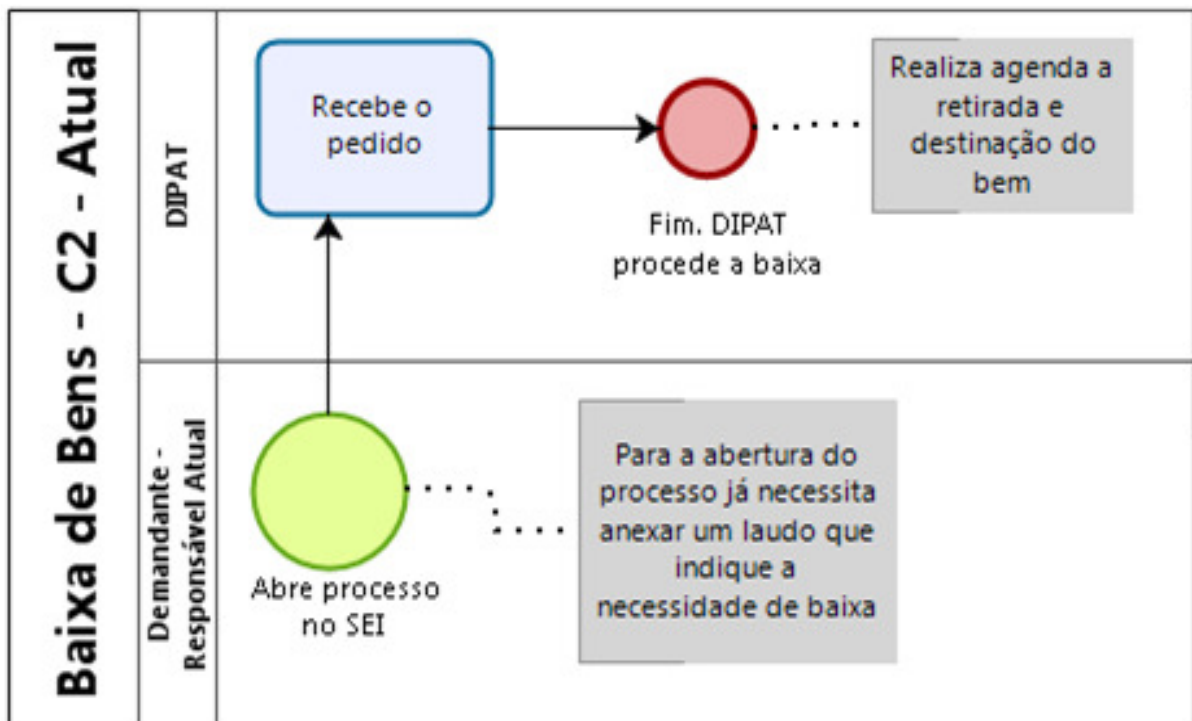 Baixa de Bens - C2 - Atual
DIPAT
Recebe o
pedido
Fim. DIPAT
procede a baixa
Realiza agenda a
retirada e
destinação do
bem
Demandante -
Responsável Atual
Abre processo
no SEI
Para a abertura do
processo já necessita
anexar um laudo que
indique a
necessidade de baixa